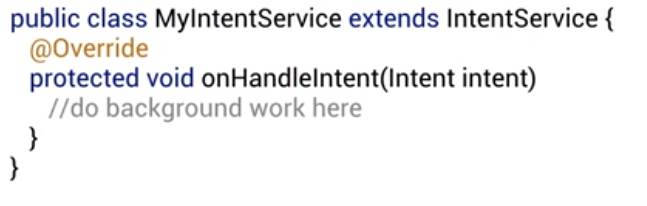 public class MyIntentService extends IntentService {
@Override
protected void onHandleIntent(Intent intent)
//do background work here
}
}